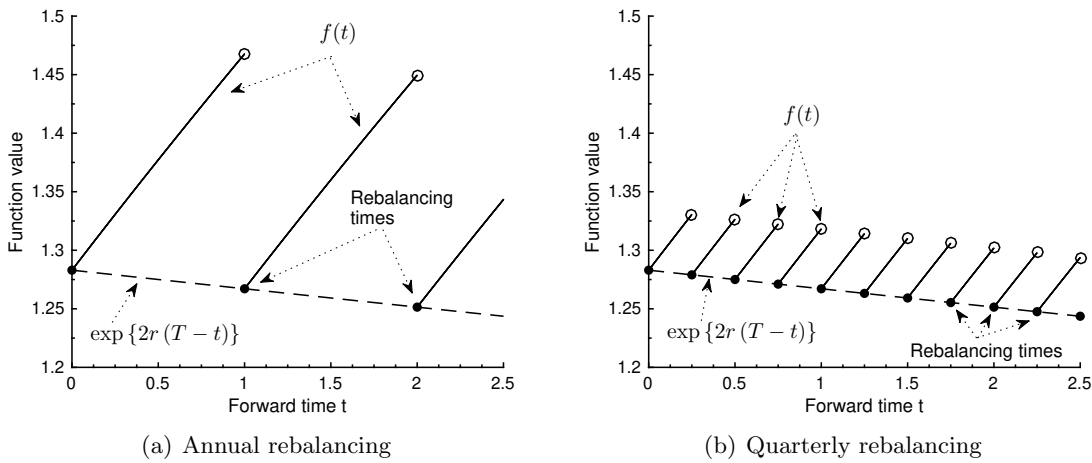 1.5
1.45
1.4
1.35
1.3
1.25
1.2
Function value
f(t)
Rebalancing
times
exp {2r (T − t)}
0 0.5 1 1.5 2 2.5
Forward time t
(a) Annual rebalancing
1.5
1.45
1.4
1.35
1.3
1.25
1.2
Function value
f(t)
exp {2r (T − t)}
Rebalancing times
0 0.5 1 1.5 2 2.5
Forward time t
(b) Quarterly rebalancing